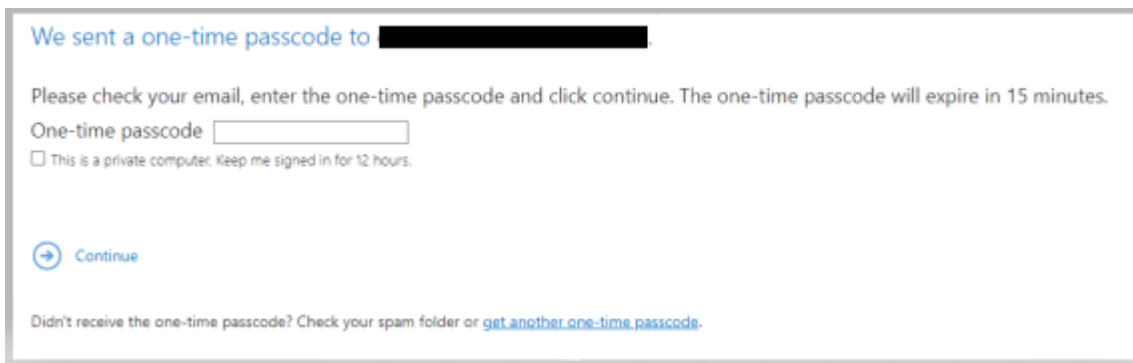 We sent a one-time passcode to .
Please check your email, enter the one-time passcode and click continue. The one-time passcode will expire in 15 minutes.
One-time passcode
This is a private computer. Keep me signed in for 12 hours.
Continue
Didn't receive the one-time passcode? Check your spam folder or get another one-time passcode.